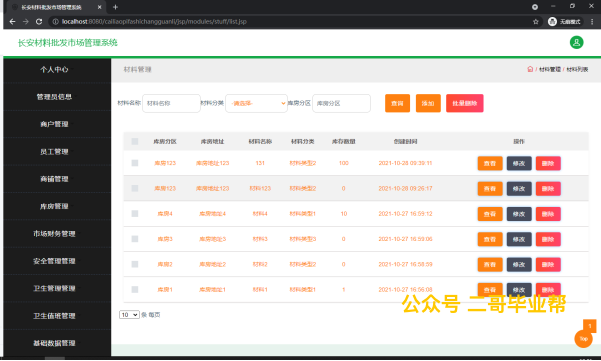 长安材料批发市场管理系统
localhost:8080/cailiaopifashichangguanli/jsp/modules/stuff/list.jsp
无痕模式
长安材料批发市场管理系统
个人中心
管理员信息
商户管理
员工管理
商铺管理
库房管理
市场财务管理
安全管理管理
卫生管理管理
卫生值班管理
基础数据管理
材料管理
/ 材料管理 / 材料列表
材料名称 材料名称 材料分类 -请选择- 库房分区 库房分区 查询 添加 批量删除
库房分区 库房地址 材料名称 材料分类 库存数量 创建时间 操作
库房123 库房地址123 131 材料类型2 100 2021-10-28 09:39:11 查看 修改 删除
库房123 库房地址123 材料123 材料类型2 0 2021-10-28 09:26:17 查看 修改 删除
库房4 库房地址4 材料4 材料类型1 10 2021-10-27 16:59:12 查看 修改 删除
库房3 库房地址3 材料3 材料类型3 0 2021-10-27 16:59:06 查看 修改 删除
库房2 库房地址2 材料2 材料类型2 0 2021-10-27 16:58:59 查看 修改 删除
库房1 库房地址1 材料1 材料类型1 1 2021-10-27 16:56:08 查看 修改 删除
公众号 二哥毕业帮
10 条 每页
1
Top